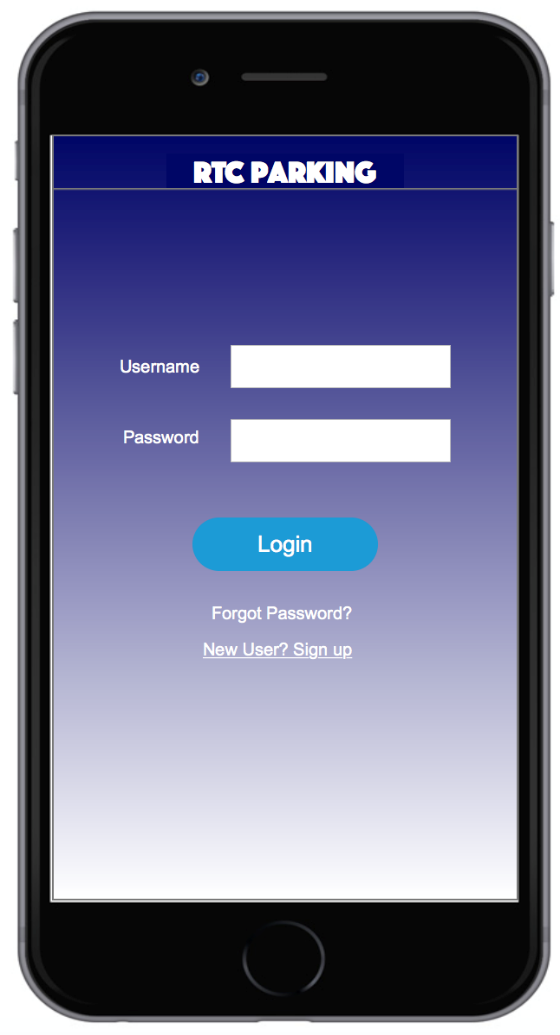 RTC PARKING
Username
Password
Login
Forgot Password?
New User? Sign up